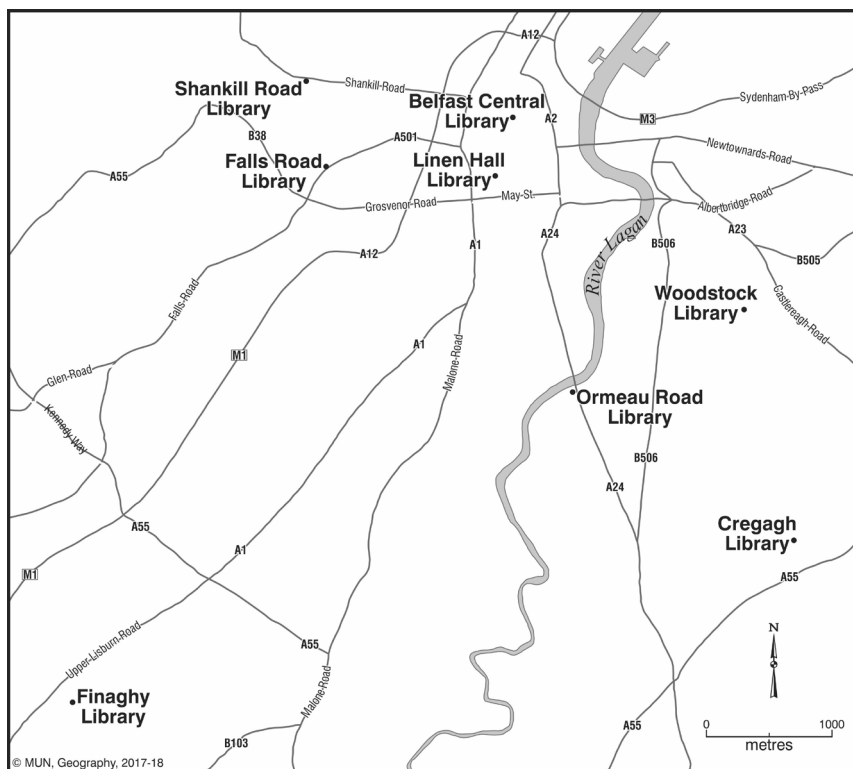 A12
Shankill-Road
Sydenham-By-Pass
Shankill Road
Library
Belfast Central
Library
A2
M3
B38
A501
Newtownards-Road
Falls Road
Library
Linen Hall
Library
A55
Grosvenor-Road
May-St.
Albertbridge-Road
A24
A23
River Lagan
A12
A1
B506
B505
Woodstock
Library
Falls-Road
Castlereagh-Road
M1
A1
Malone-Road
Glen-Road
Ormeau Road
Library
Kennedy-Way
B506
A24
A55
Cregagh
Library
A1
M1
A55
Upper-Lisburn-Road
A55
N
Finaghy
Library
Malone-Road
A55
0 1000
metres
B103
© MUN, Geography, 2017-18